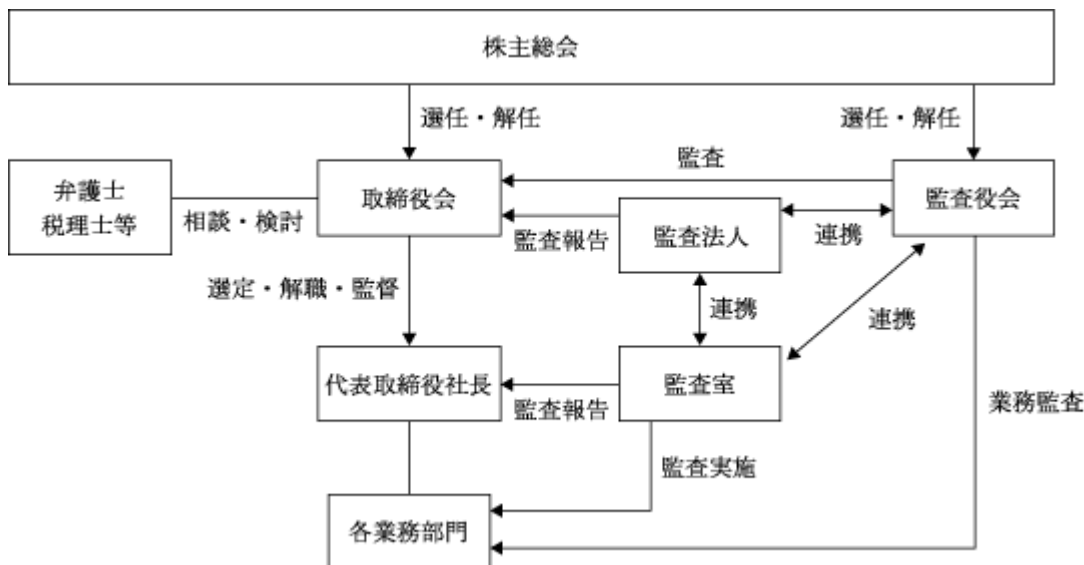 株主総会
選任・解任
選任・解任
監査
弁護士
税理士等
相談・検討
取締役会
監査報告
監査法人
連携
監査役会
選定・解職・監督
連携
連携
代表取締役社長
監査報告
監査室
業務監査
監査実施
各業務部門